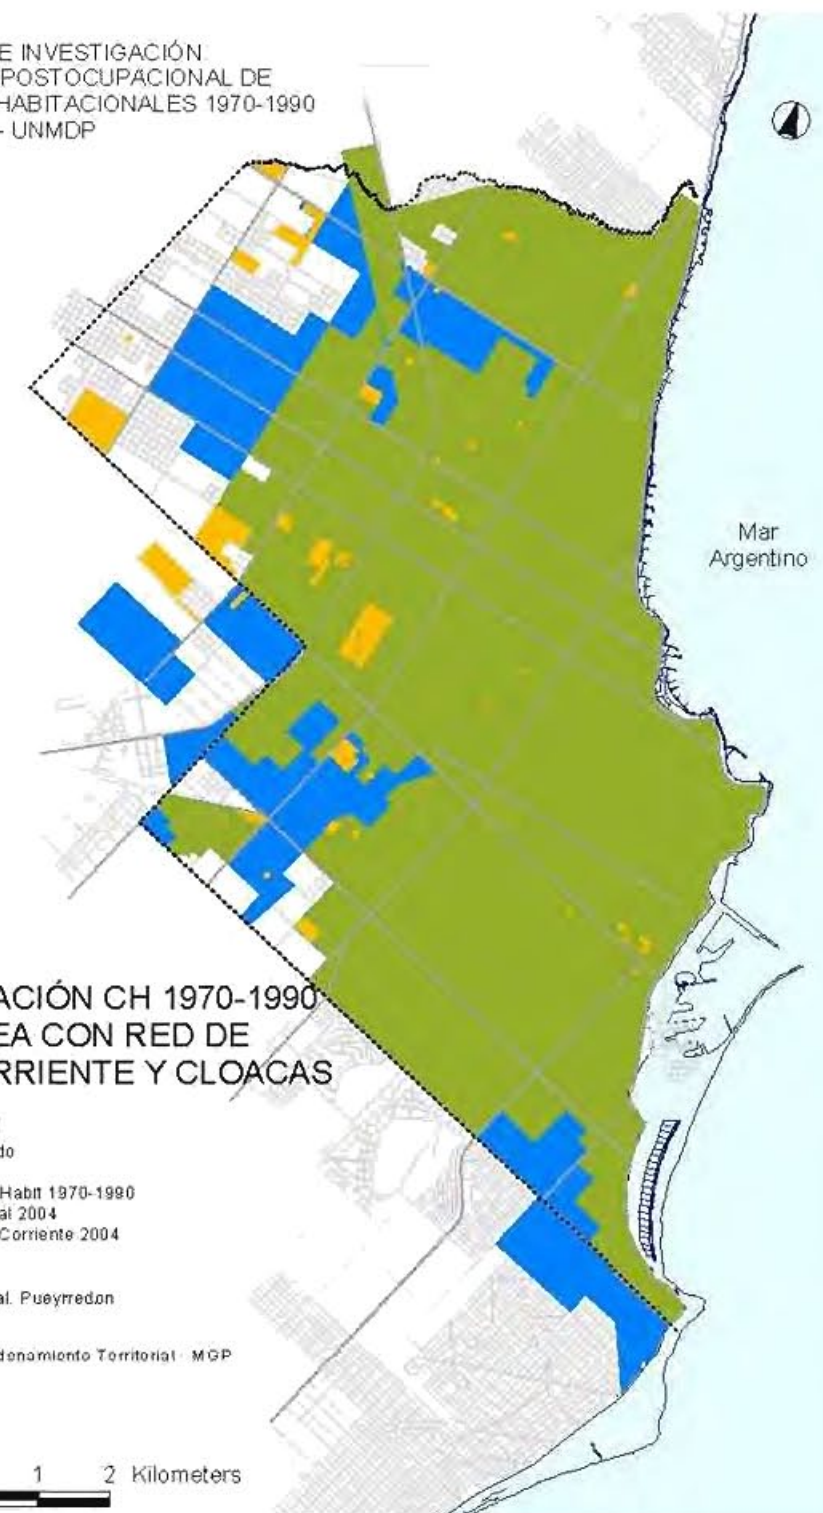 E INVESTIGACIÓN
POSTOCUPACIONAL DE
HABITACIONALES 1970-1990
- UNMDP
Mar
Argentino
ACIÓN CH 1970-1990
EA CON RED DE
RRIENTE Y CLOACAS
do
Habit 1970-1990
al 2004
Corriente 2004
al. Pueyrredon
denamiento Territorial - MGP
1 2 Kilometers